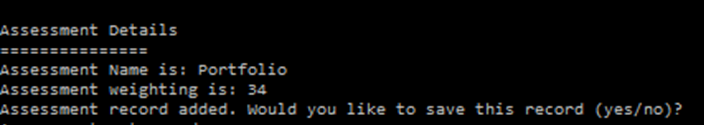 Assessment Details
===============
Assessment Name is: Portfolio
Assessment weighting is: 34
Assessment record added. Would you like to save this record (yes/no)?